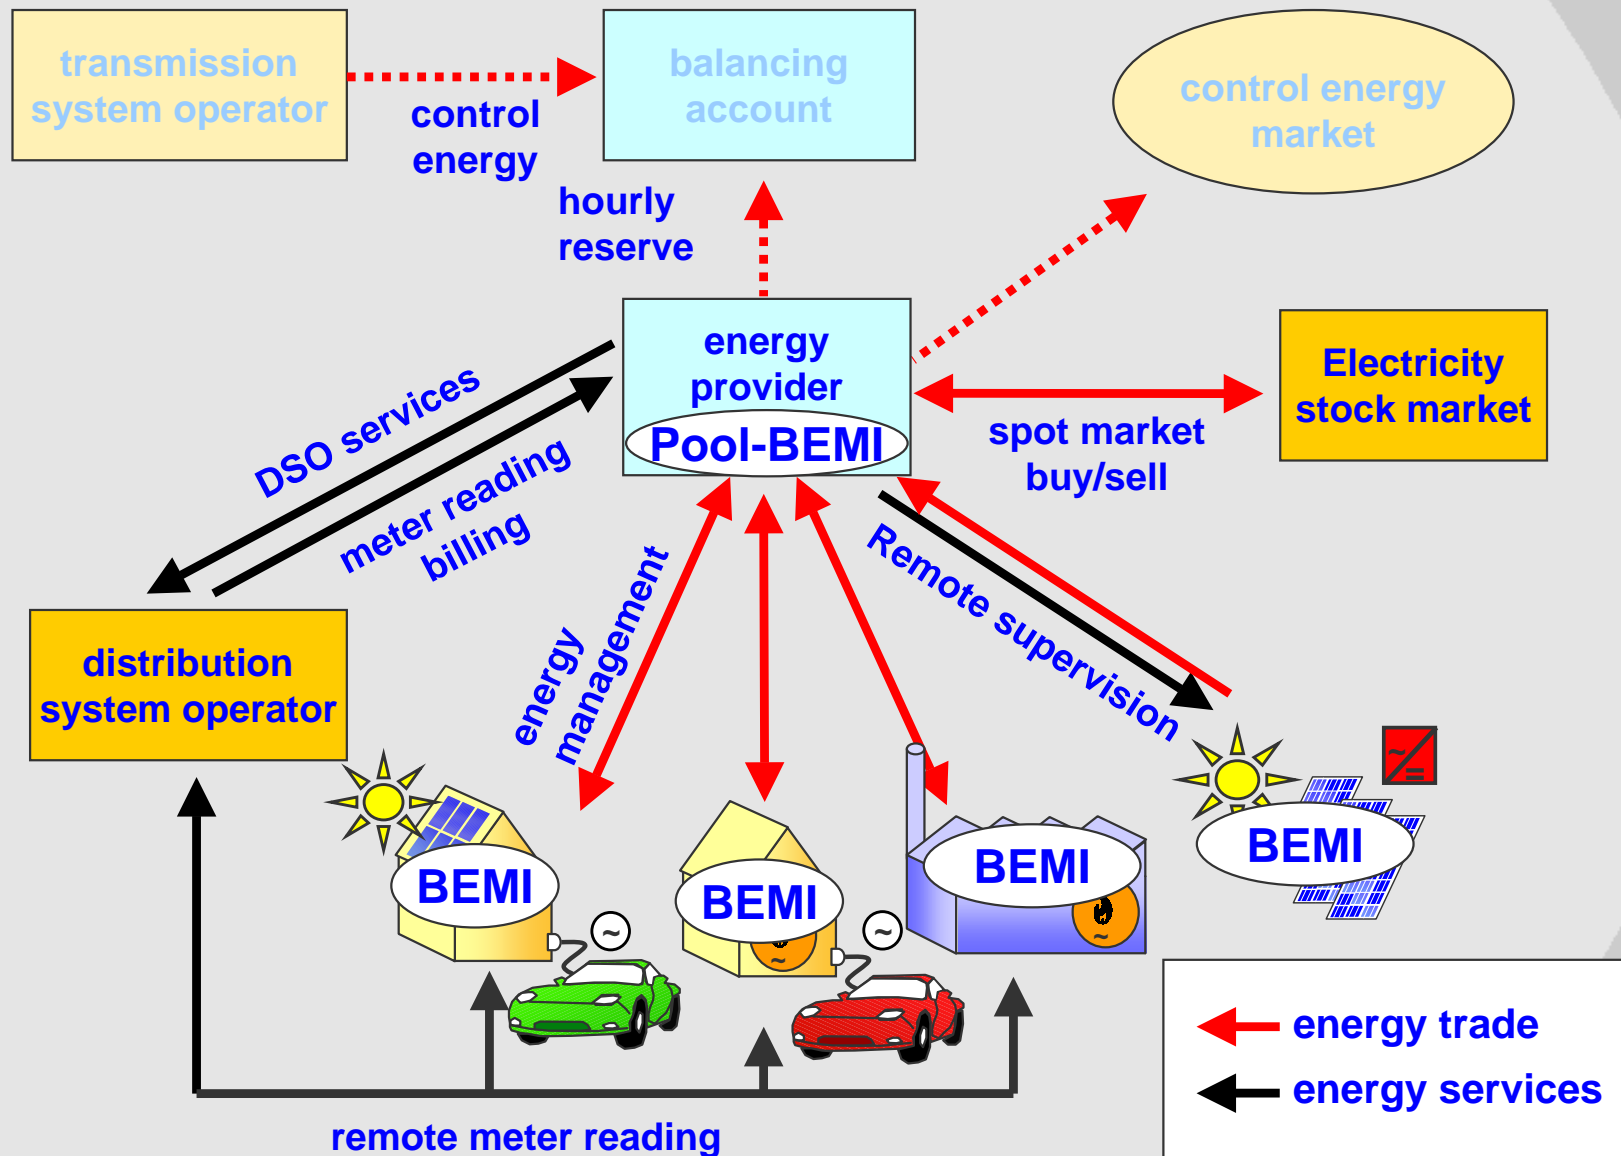 transmission
system operator
control
energy
balancing
account
control energy
market
hourly
reserve
energy
provider
Pool-BEMI
Electricity
stock market
spot market
buy/sell
DSO services
meter reading
billing
energy
management
Remote supervision
distribution
system operator
~
=
BEMI
BEMI
BEMI
BEMI
~
~
~
~
energy trade
energy services
remote meter reading